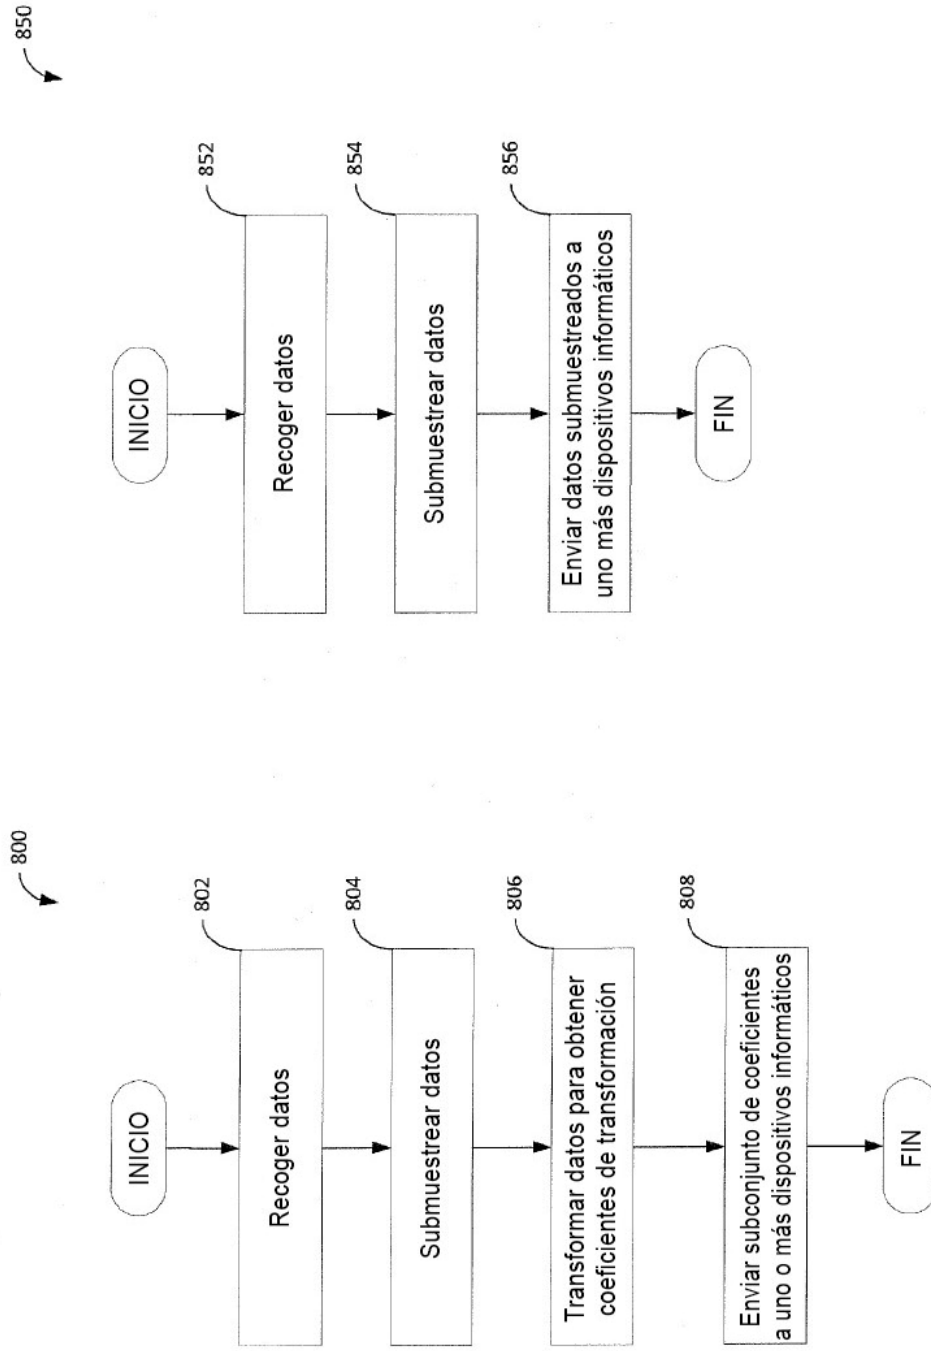 800
INICIO
802
Recoger datos
804
Submuestrear datos
806
Transformar datos para obtener
coeficientes de transformación
808
Enviar subconjunto de coeficientes
a uno o más dispositivos informáticos
FIN
850
INICIO
852
Recoger datos
854
Submuestrear datos
856
Enviar datos submuestreados a
uno más dispositivos informáticos
FIN